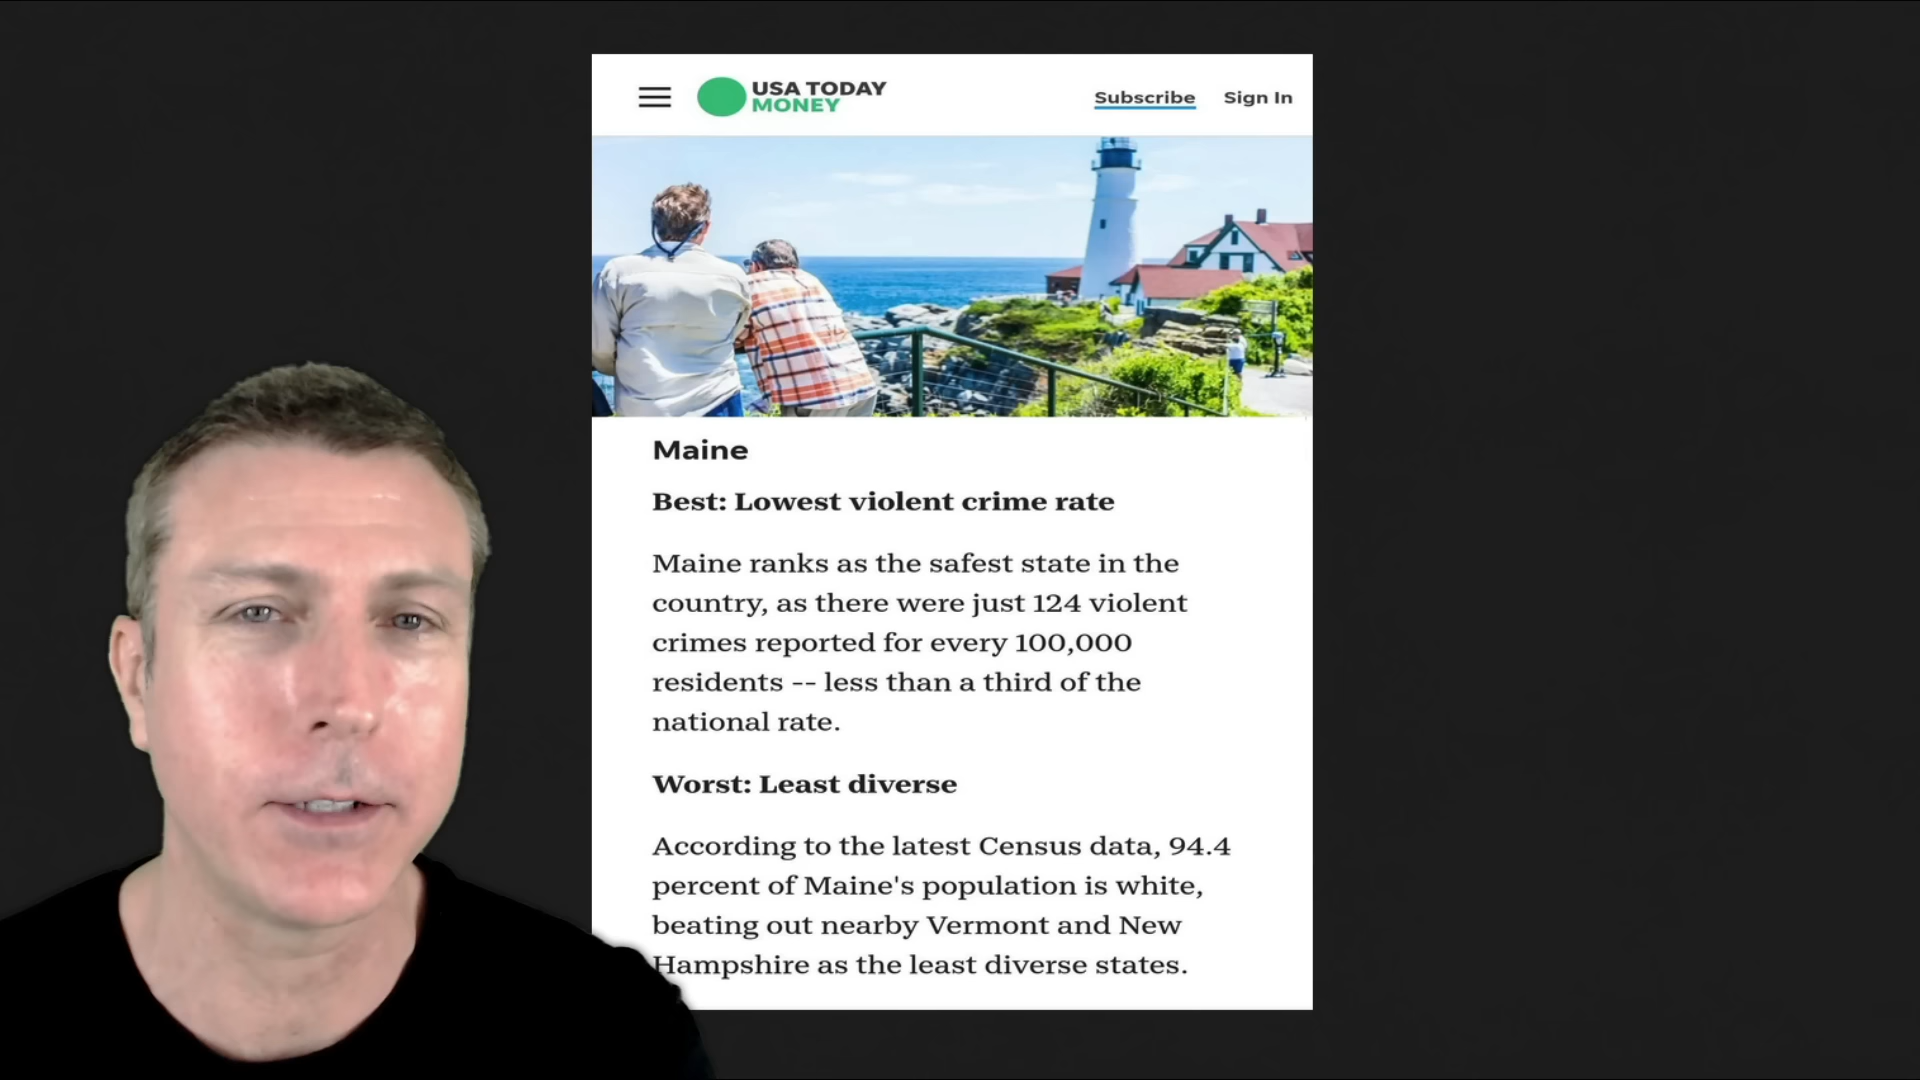 USA TODAY
MONEY
Subscribe Sign In
Maine
Best: Lowest violent crime rate
Maine ranks as the safest state in the
country, as there were just 124 violent
crimes reported for every 100,000
residents -- less than a third of the
national rate.
Worst: Least diverse
According to the latest Census data, 94.4
percent of Maine's population is white,
beating out nearby Vermont and New
Hampshire as the least diverse states.